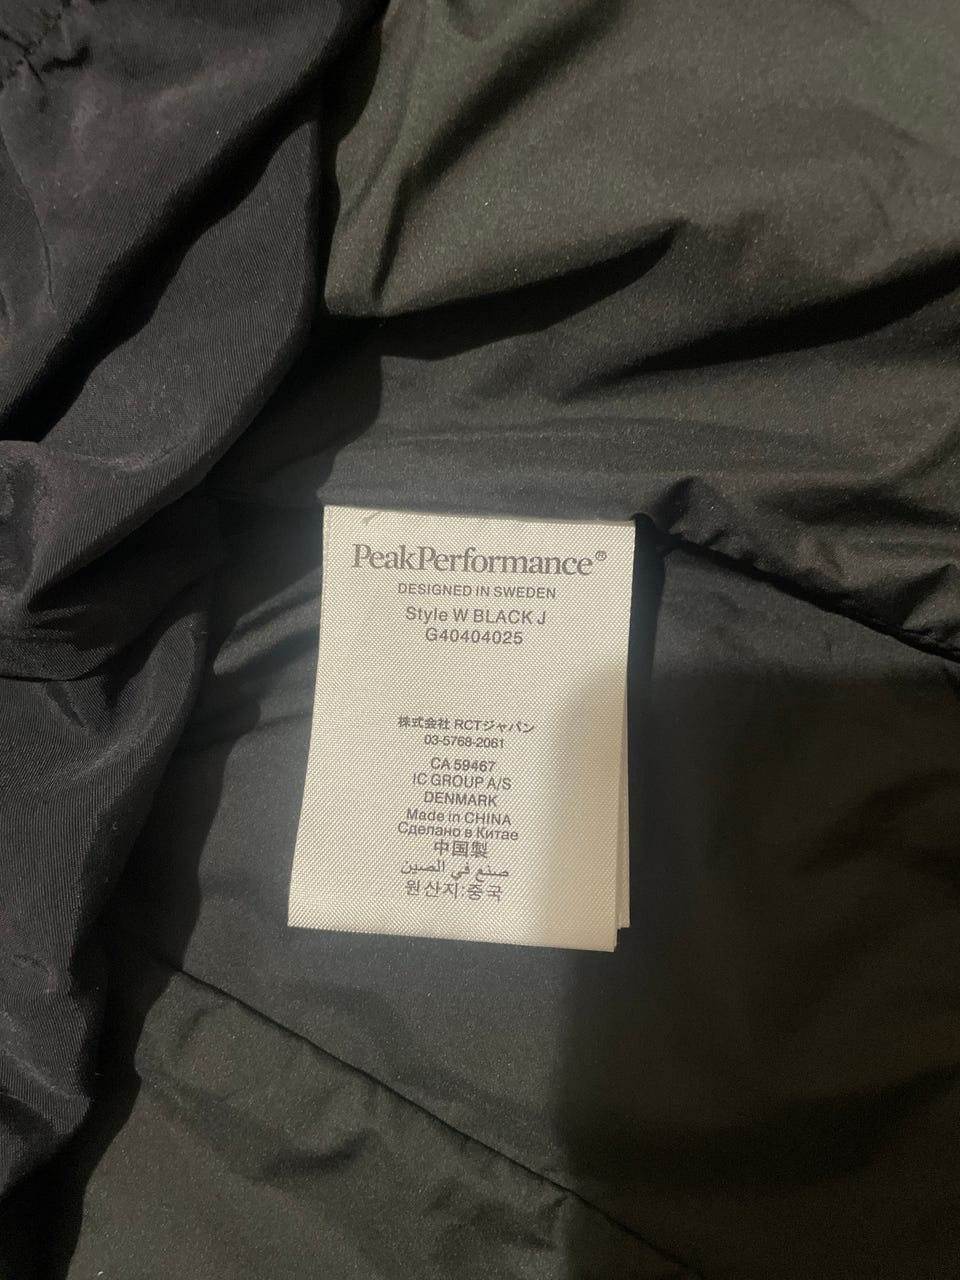 PeakPerformance®
DESIGNED IN SWEDEN
Style W BLACK J
G40404025
株式会社 RCTジャパン
03-5768-2061
CA 59467
IC GROUP A/S
DENMARK
Made in CHINA
Сделано в Китае
中国製
صنع في الصين
원산지:중국